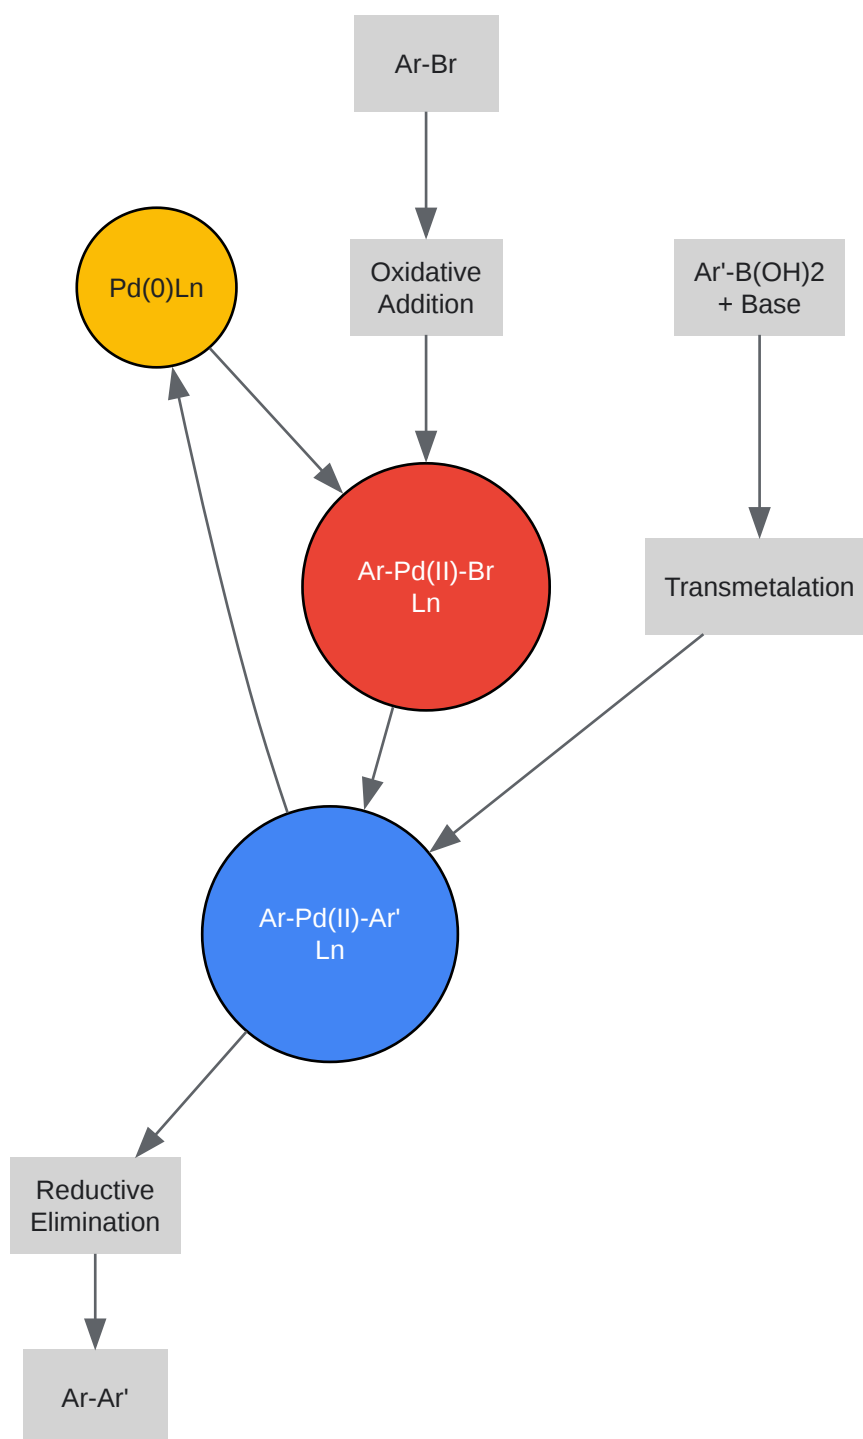 Ar-Br
Pd(0)Ln
Oxidative
Addition
Ar'-B(OH)2
+ Base
Ar-Pd(II)-Br
Ln
Transmetalation
Ar-Pd(II)-Ar'
Ln
Reductive
Elimination
Ar-Ar'